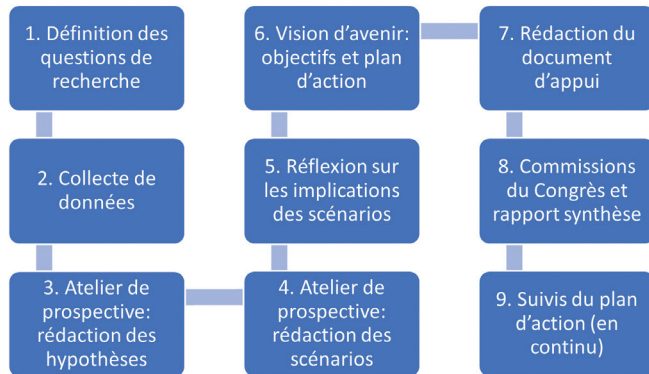 1. Définition des
questions de
recherche
2. Collecte de
données
3. Atelier de
prospective:
rédaction des
hypothèses
4. Atelier de
prospective:
rédaction des
scénarios
5. Réflexion sur
les implications
des scénarios
6. Vision d’avenir:
objectifs et plan
d’action
7. Rédaction du
document
d’appui
8. Commissions
du Congrès et
rapport synthèse
9. Suivis du plan
d’action (en
continu)